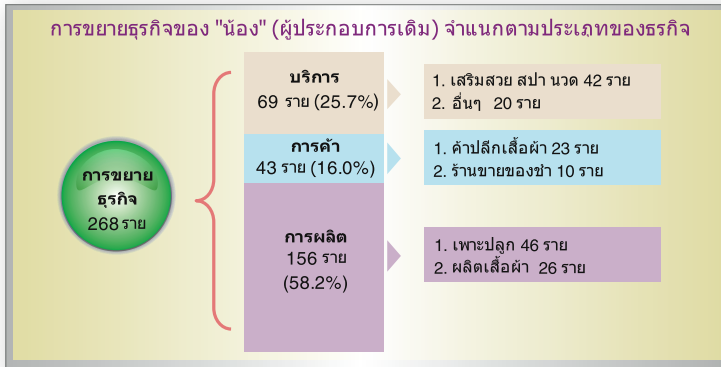 การขยายธุรกิจของ "น้อง" (ผู้ประกอบการเดิม) จำแนกตามประเภทของธุรกิจ
การขยาย
ธุรกิจ
268 ราย
บริการ
69 ราย (25.7%)
1. เสริมสวย สปา นวด 42 ราย
2. อื่นๆ 20 ราย
การค้า
43 ราย (16.0%)
1. ค้าปลีกเสื้อผ้า 23 ราย
2. ร้านขายของชำ 10 ราย
การผลิต
156 ราย
(58.2%)
1. เพาะปลูก 46 ราย
2. ผลิตเสื้อผ้า 26 ราย